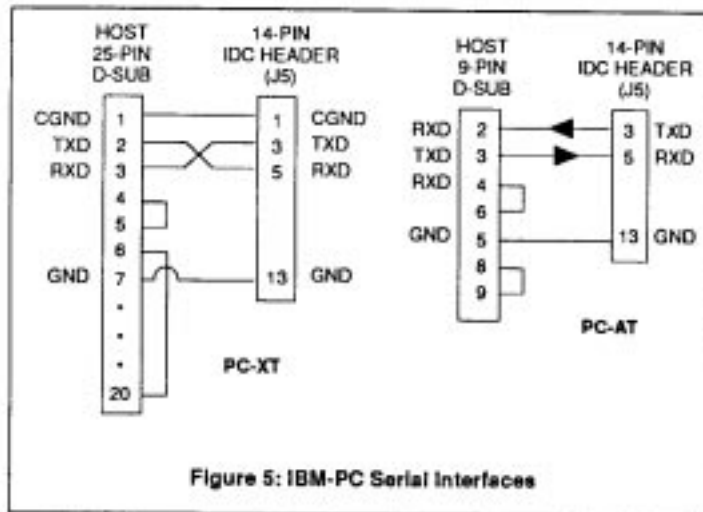 HOST
25-PIN
D-SUB
14-PIN
IDC HEADER
(J5)
CGND 1 1 CGND
TXD 2 3 TXD
RXD 3 5 RXD
4
5
6
GND 7 13 GND
•
•
•
20
PC-XT
HOST
9-PIN
D-SUB
14-PIN
IDC HEADER
(J5)
RXD 2 3 TXD
TXD 3 5 RXD
RXD 4
6
GND 5 13 GND
8
9
PC-AT
Figure 5: IBM-PC Serial Interfaces